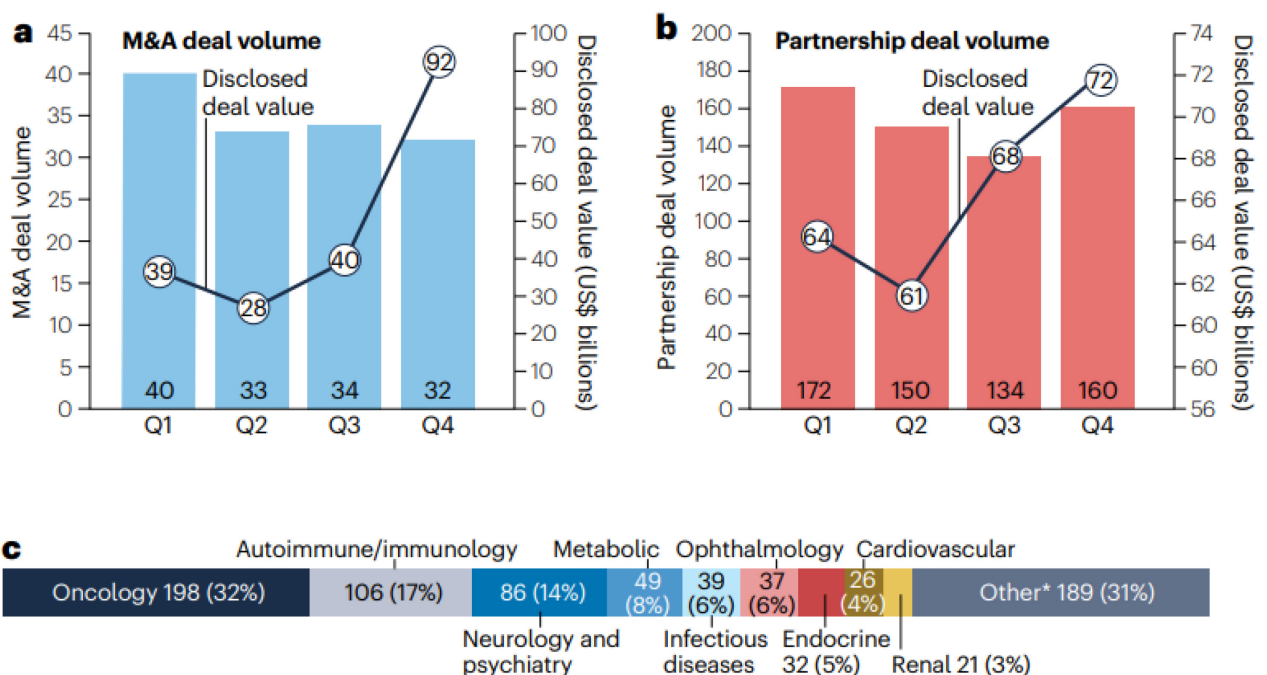 a
M&A deal volume
M&A deal volume
45
40
35
30
25
20
15
10
5
0
Disclosed
deal value
39
28
40
92
40
33
34
32
Q1
Q2
Q3
Q4
100
90
80
70
60
50
40
30
20
10
0
Disclosed deal value (US$ billions)
b
Partnership deal volume
Partnership deal volume
200
180
160
140
120
100
80
60
40
20
0
Disclosed
deal value
64
61
68
72
172
150
134
160
Q1
Q2
Q3
Q4
74
72
70
68
66
64
62
60
60
56
Disclosed deal value (US$ billions)
c
Autoimmune/immunology
Metabolic
Ophthalmology
Cardiovascular
Oncology 198 (32%)
106 (17%)
86 (14%)
49
(8%)
39
(6%)
37
(6%)
26
(4%)
Other* 189 (31%)
Neurology and
psychiatry
Infectious
diseases
Endocrine
32 (5%)
Renal 21 (3%)